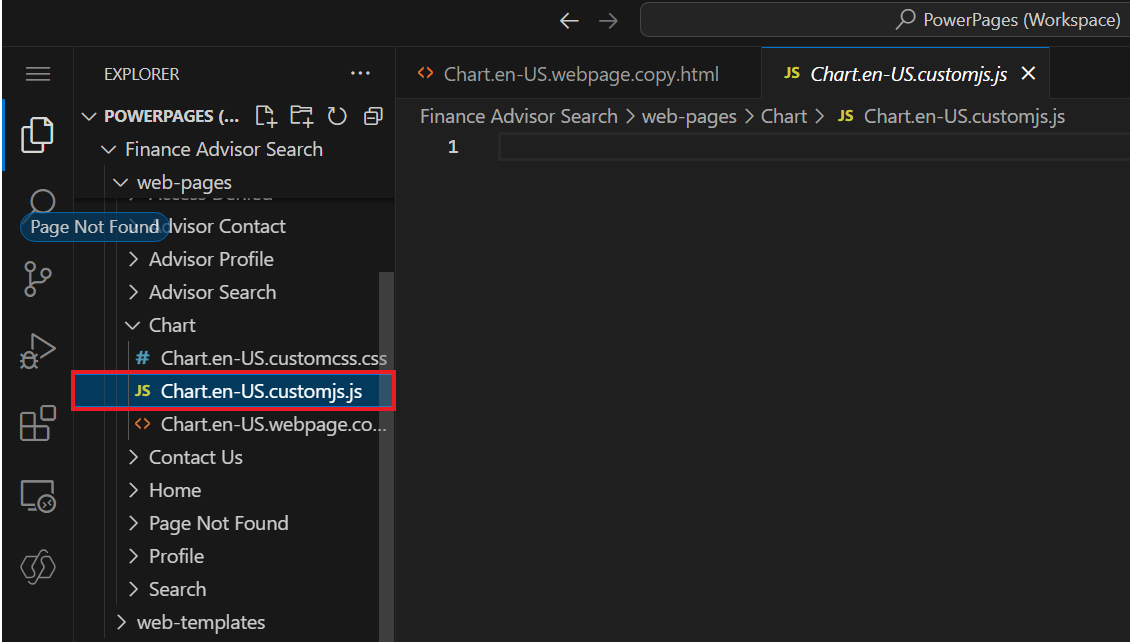 PowerPages (Workspace)
EXPLORER
<> Chart.en-US.webpage.copy.html
JS Chart.en-US.customjs.js
POWERPAGES (...
Finance Advisor Search > web-pages > Chart > JS Chart.en-US.customjs.js
1
Finance Advisor Search
web-pages
Access Denied
Page Not Found
Advisor Contact
Advisor Profile
Advisor Search
Chart
# Chart.en-US.customcss.css
JS Chart.en-US.customjs.js
<> Chart.en-US.webpage.co...
Contact Us
Home
Page Not Found
Profile
Search
web-templates